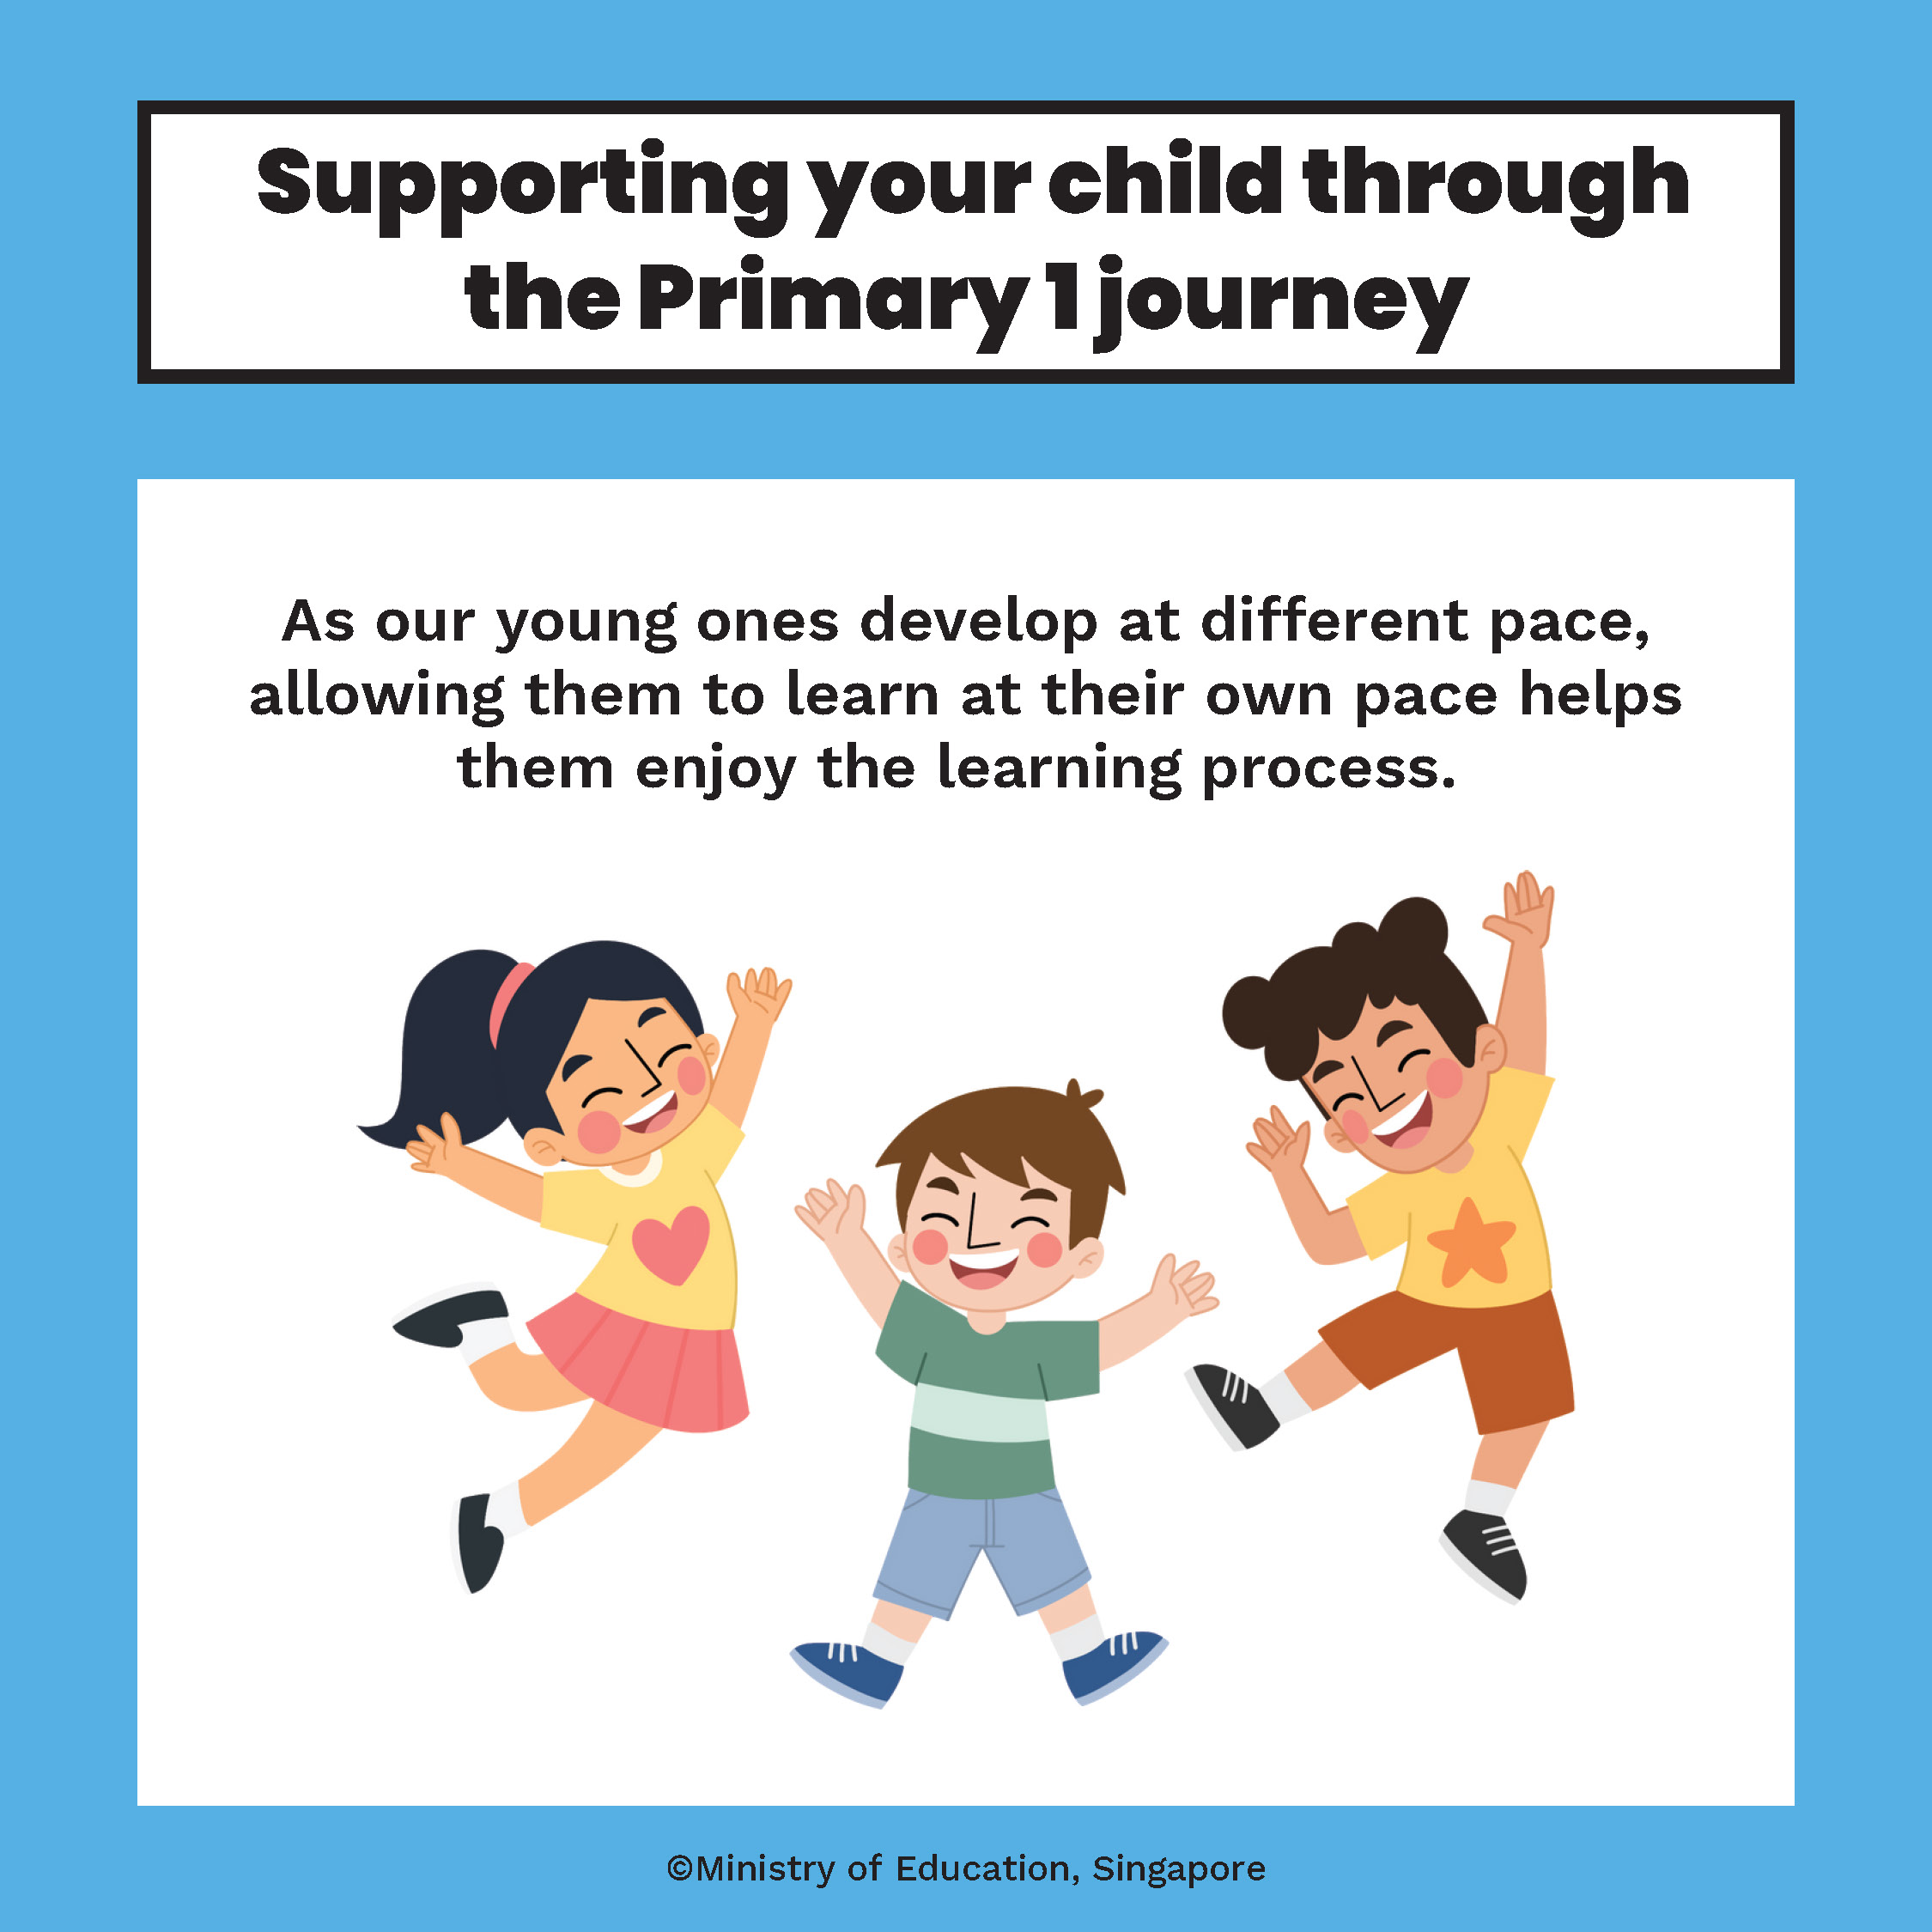 Supporting your child through
the Primary 1 journey
As our young ones develop at different pace,
allowing them to learn at their own pace helps
them enjoy the learning process.
©Ministry of Education, Singapore